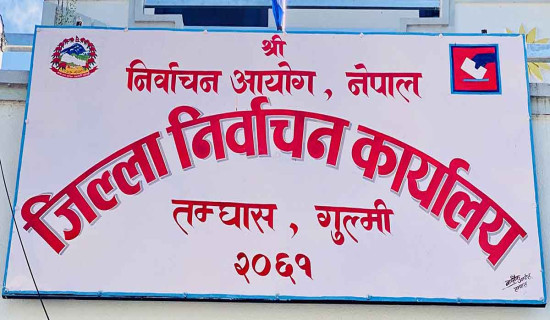 श्री
निर्वाचन आयोग , नेपाल
जिल्ला निर्वाचन कार्यालय
तम्घास , गुल्मी
२०६१